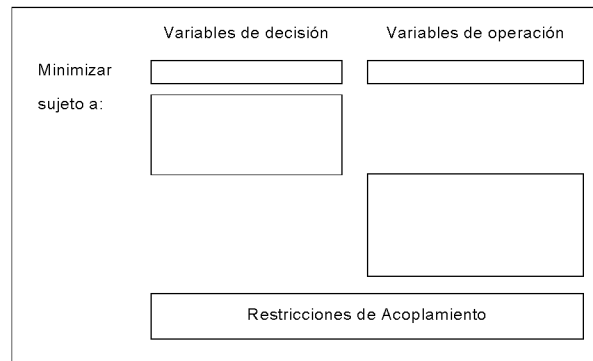 Variables de decisión Variables de operación
Minimizar
sujeto a:
Restricciones de Acoplamiento